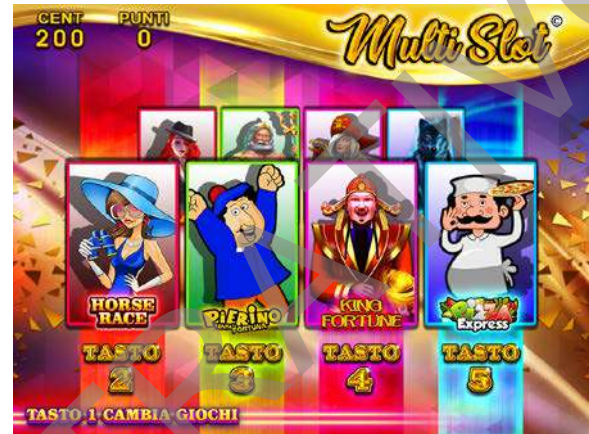 CENT PUNTI
200 0
Multi Slot©
HORSE
RACE
PIERINO
KING
FORTUNE
PIZZA
Express
TASTO TASTO TASTO TASTO
2 3 4 5
TASTO 1 CAMBIA GIOCHI